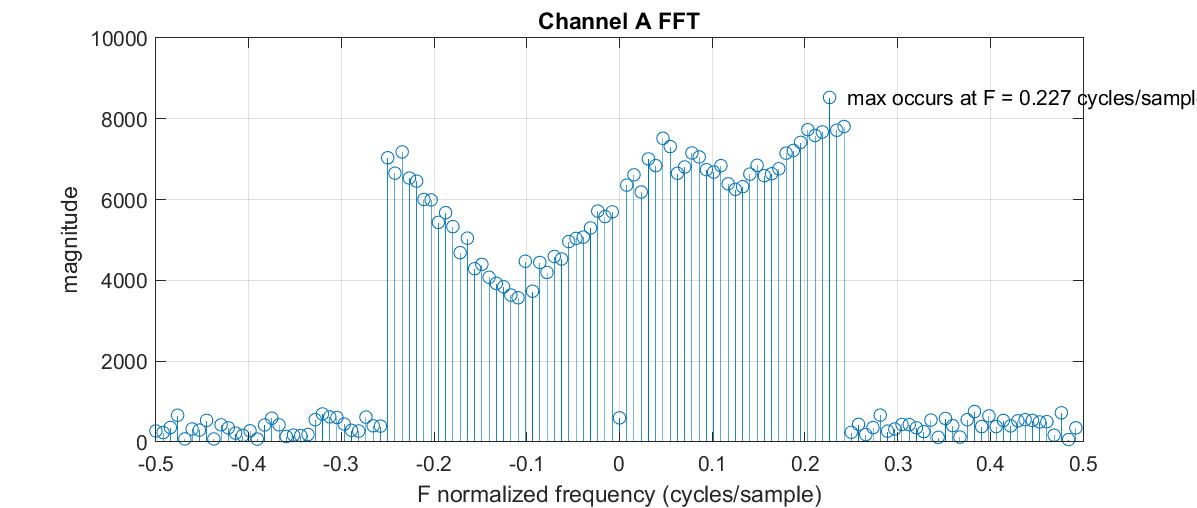 Channel A FFT
10000
8000
6000
4000
2000
0
magnitude
max occurs at F = 0.227 cycles/sampl
-0.5 -0.4 -0.3 -0.2 -0.1 0 0.1 0.2 0.3 0.4 0.5
F normalized frequency (cycles/sample)